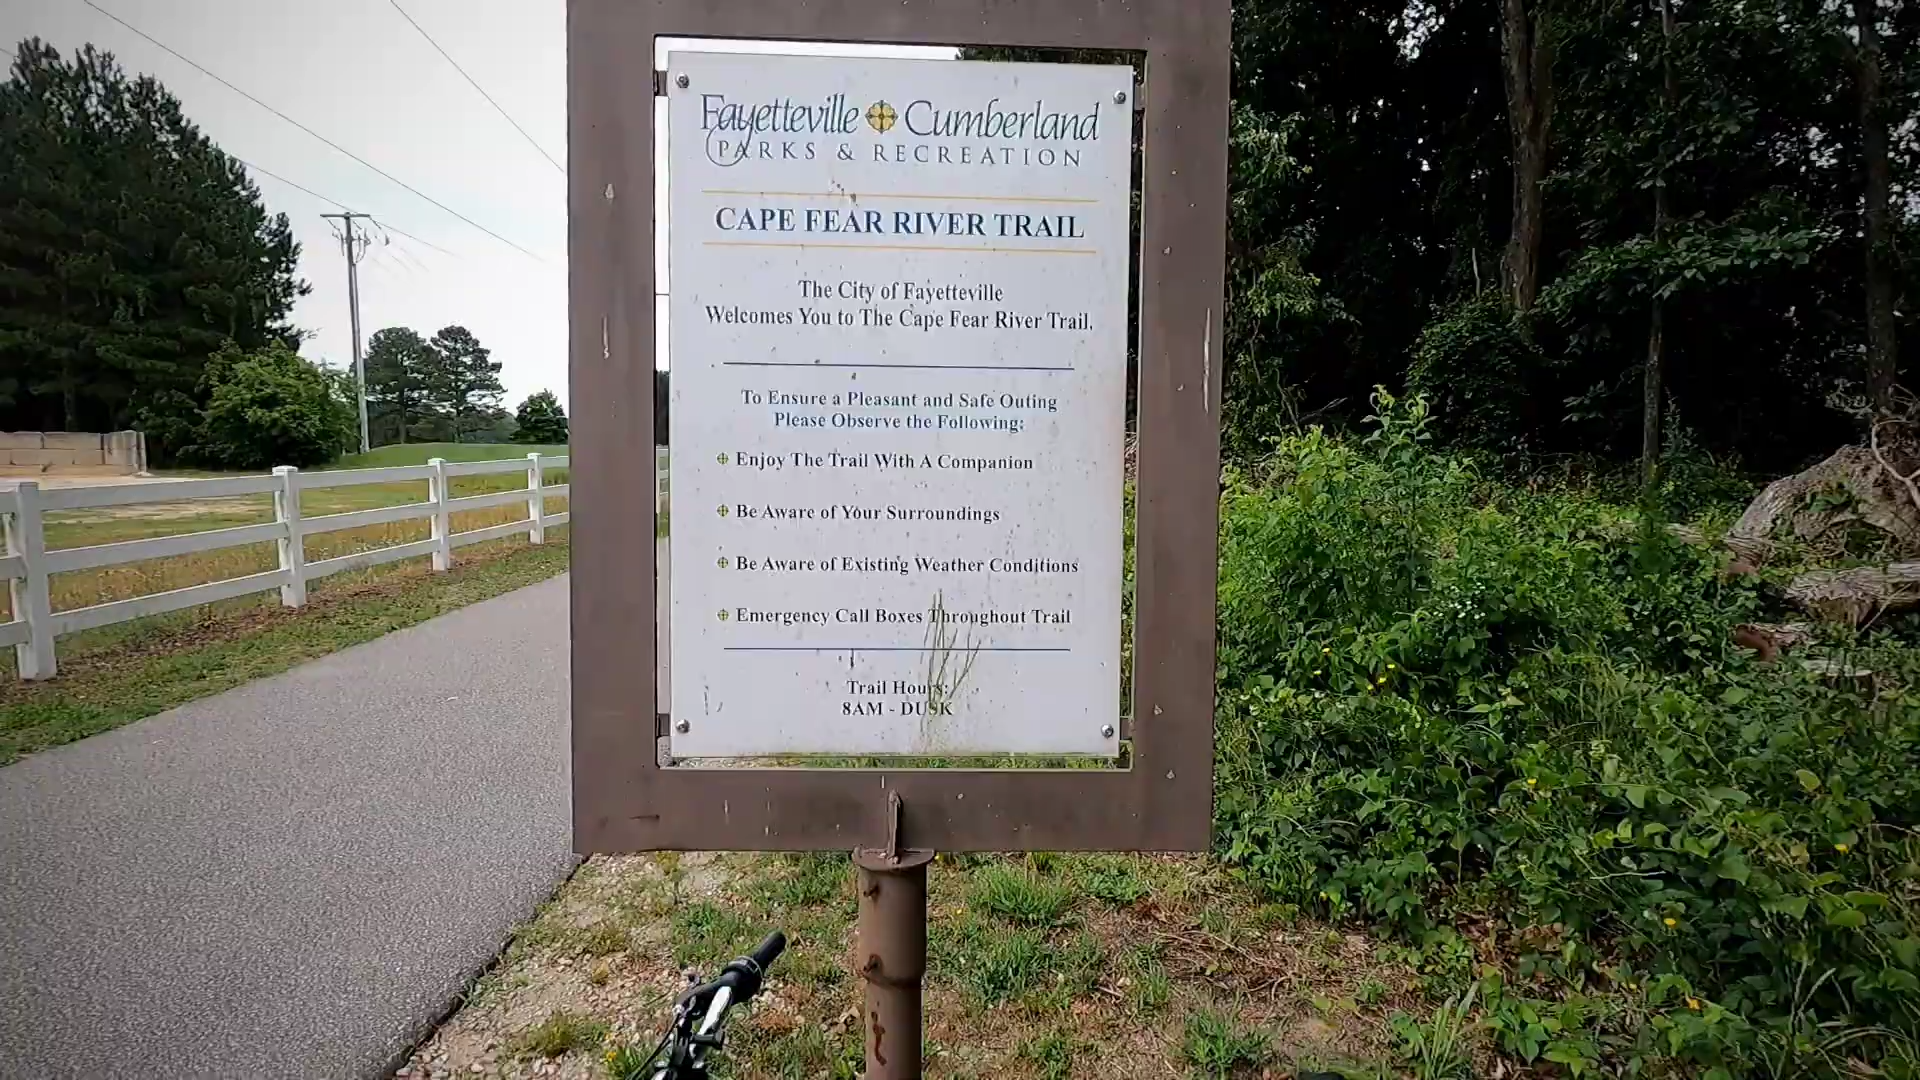 Fayetteville Cumberland
PARKS & RECREATION
CAPE FEAR RIVER TRAIL
The City of Fayetteville
Welcomes You to The Cape Fear River Trail.
To Ensure a Pleasant and Safe Outing
Please Observe the Following:
Enjoy The Trail With A Companion
Be Aware of Your Surroundings
Be Aware of Existing Weather Conditions
Emergency Call Boxes Throughout Trail
Trail Hours:
8AM - DUSK